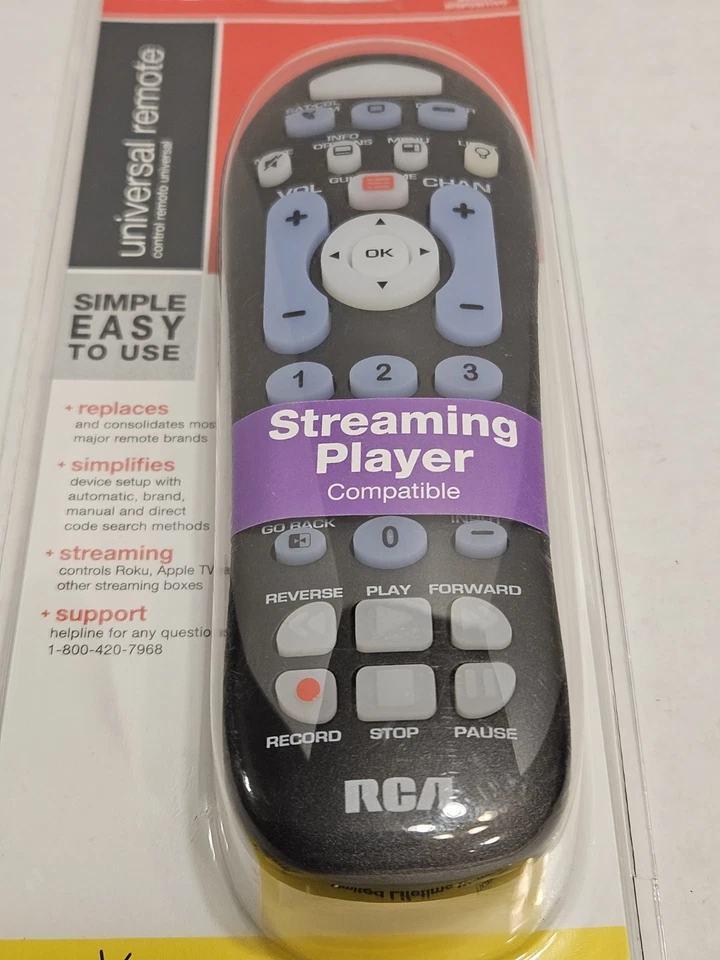 universal remote
control remoto universal
SIMPLE
EASY
TO USE
+ replaces
and consolidates mos
major remote brands
+ simplifies
device setup with
automatic, brand,
manual and direct
code search methods
+ streaming
controls Roku, Apple TV
other streaming boxes
+ support
helpline for any questio
1-800-420-7968
INFO
MENU
VOL
CHAN
+
+
OK
−
−
1
2
3
Streaming
Player
Compatible
GO BACK
INPUT
0
−
REVERSE
PLAY
FORWARD
RECORD
STOP
PAUSE
RCA
Limited Lifetime